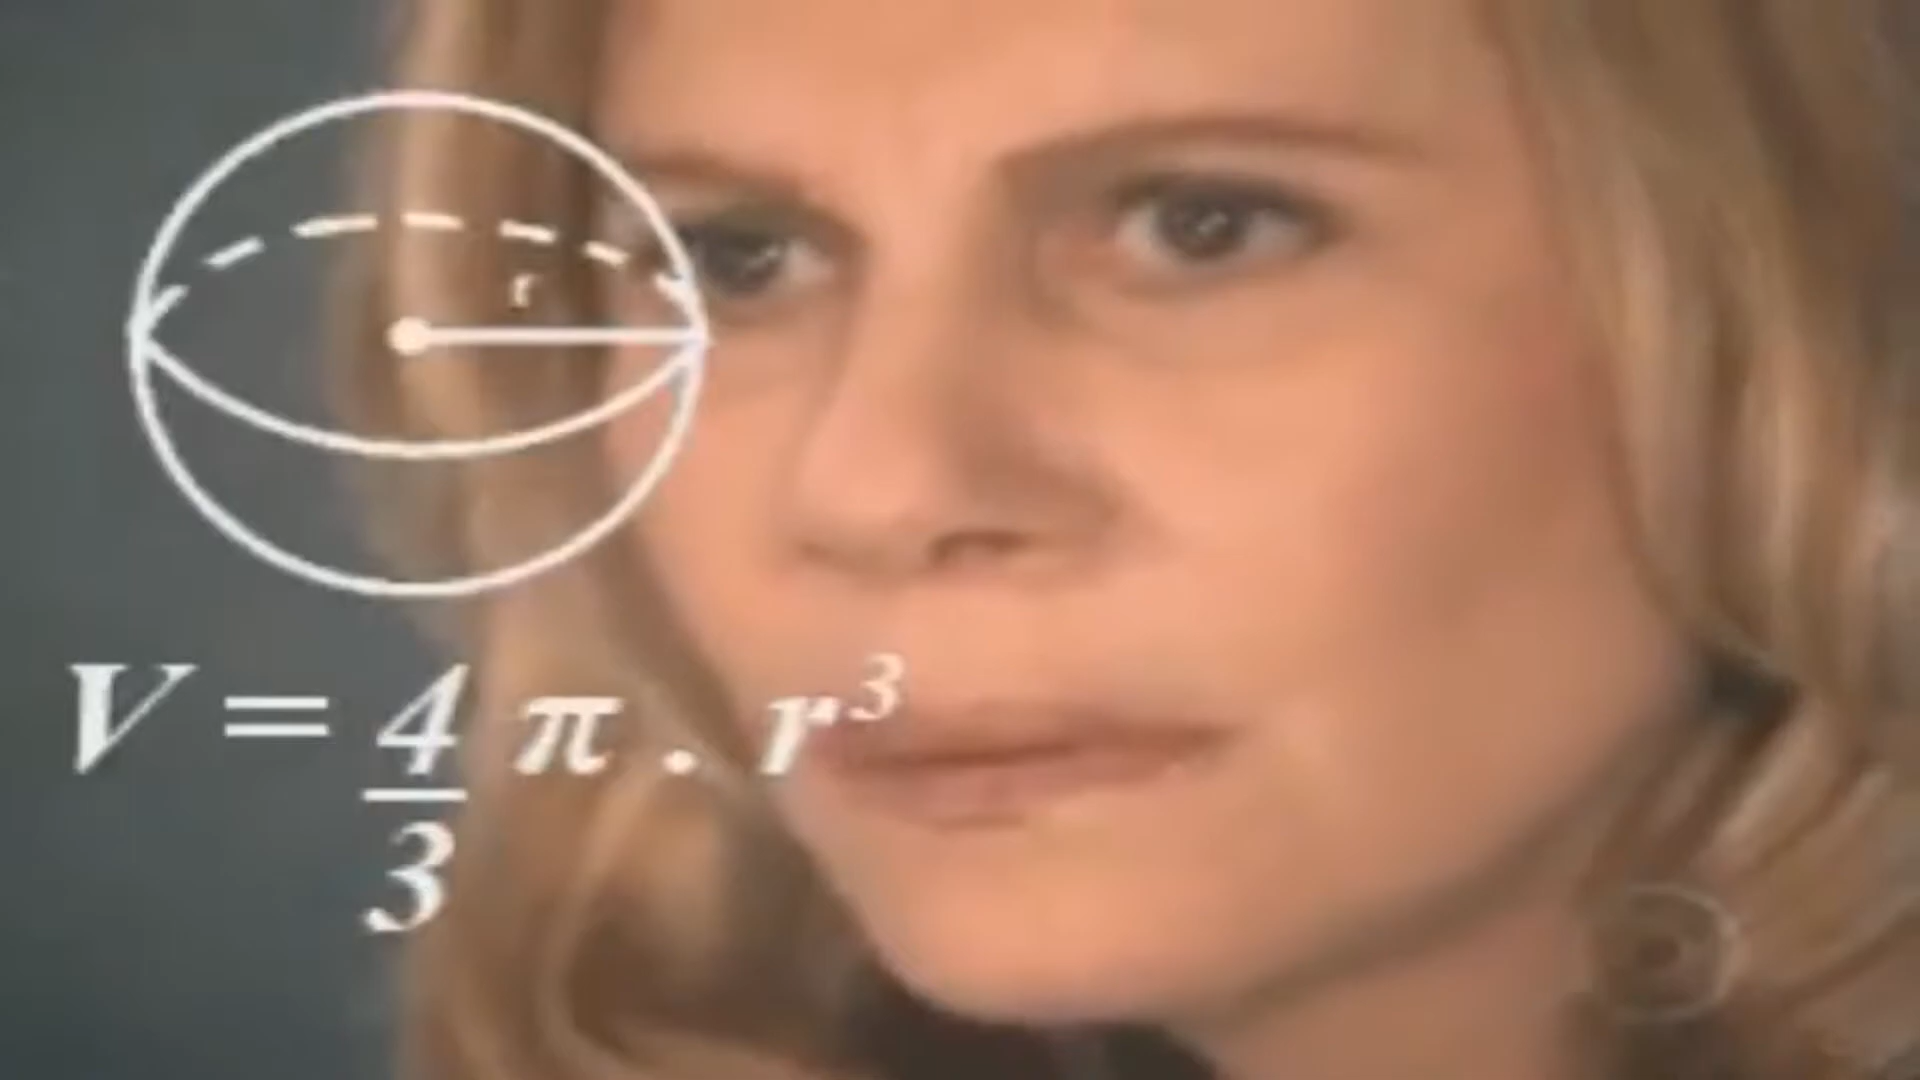 r
V = 4/3 π . r³